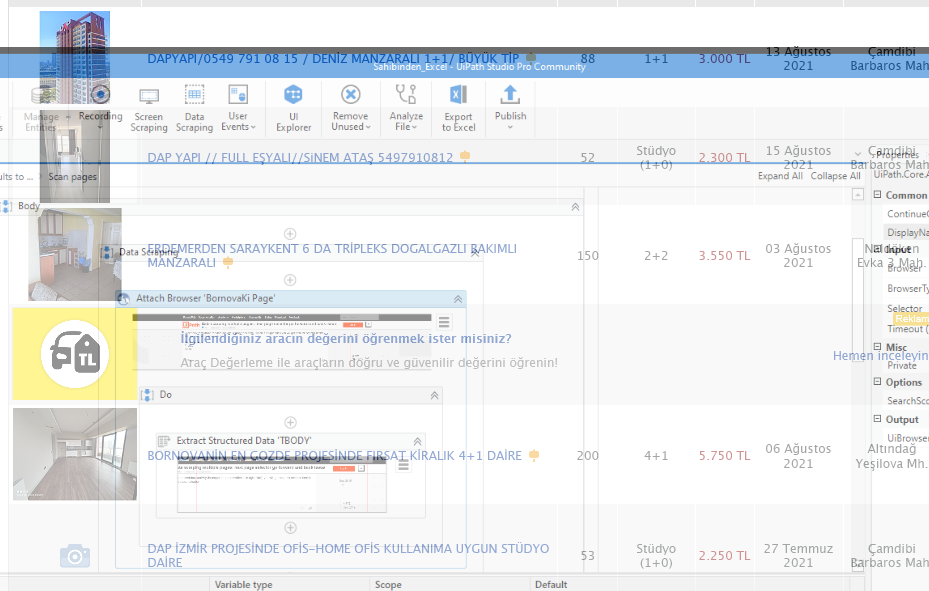 DAPYAPI/0549 791 08 15 / DENİZ MANZARALI 1+1/ BÜYÜK TİP
88
1+1
3.000 TL
13 Ağustos
2021
Çamdibi
Barbaros Mah
Sahibinden_Excel - UiPath Studio Pro Community
Manage
Entities
Recording
Screen
Scraping
Data
Scraping
User
Events
UI
Explorer
Remove
Unused
Analyze
File
Export
to Excel
Publish
DAP YAPI // FULL EŞYALI//SiNEM ATAŞ 5497910812
52
Stüdyo
(1+0)
2.300 TL
15 Ağustos
2021
Çamdibi
Barbaros Mah
Properties
Expand All
Collapse All
UiPath.Core.A
ults to ...
Scan pages
Body
Common
ContinueO
DisplayNa
Input
Browser
BrowserTy
Selector
Timeout (
Misc
Private
Options
SearchSco
Output
UiBrowser
Data Scraping
ERDEMERDEN SARAYKENT 6 DA TRİPLEKS DOGALGAZLI BAKIMLI
MANZARALI
150
2+2
3.550 TL
03 Ağustos
2021
Evka 3 Mah.
Attach Browser 'BornovaKi Page'
Reklam
İlgilendiğiniz aracın değerini öğrenmek ister misiniz?
Araç Değerleme ile araçların doğru ve güvenilir değerini öğrenin!
Hemen inceleyin
TL
Do
Extract Structured Data 'TBODY'
BORNOVANİN EN GÖZDE PROJESİNDE FIRSAT KİRALIK 4+1 DAİRE
200
4+1
5.750 TL
06 Ağustos
2021
Altındağ
Yeşilova Mh.
DAP İZMİR PROJESİNDE OFİS-HOME OFİS KULLANIMA UYGUN STÜDYO
DAİRE
53
Stüdyo
(1+0)
2.250 TL
27 Temmuz
2021
Çamdibi
Barbaros Mah
Variable type
Scope
Default